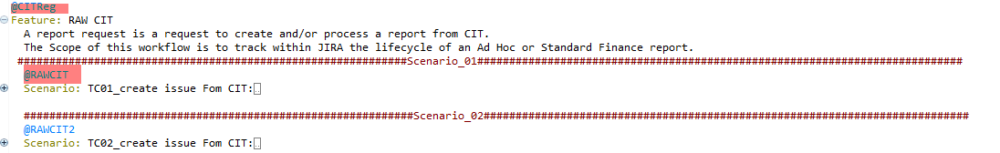 @CITReg
Feature: RAW CIT
A report request is a request to create and/or process a report from CIT.
The Scope of this workflow is to track within JIRA the lifecycle of an Ad Hoc or Standard Finance report.
#############################################################Scenario_01############################################################################
@RAWCIT
Scenario: TC01_create issue Fom CIT:
#############################################################Scenario_02############################################################################
@RAWCIT2
Scenario: TC02_create issue Fom CIT: